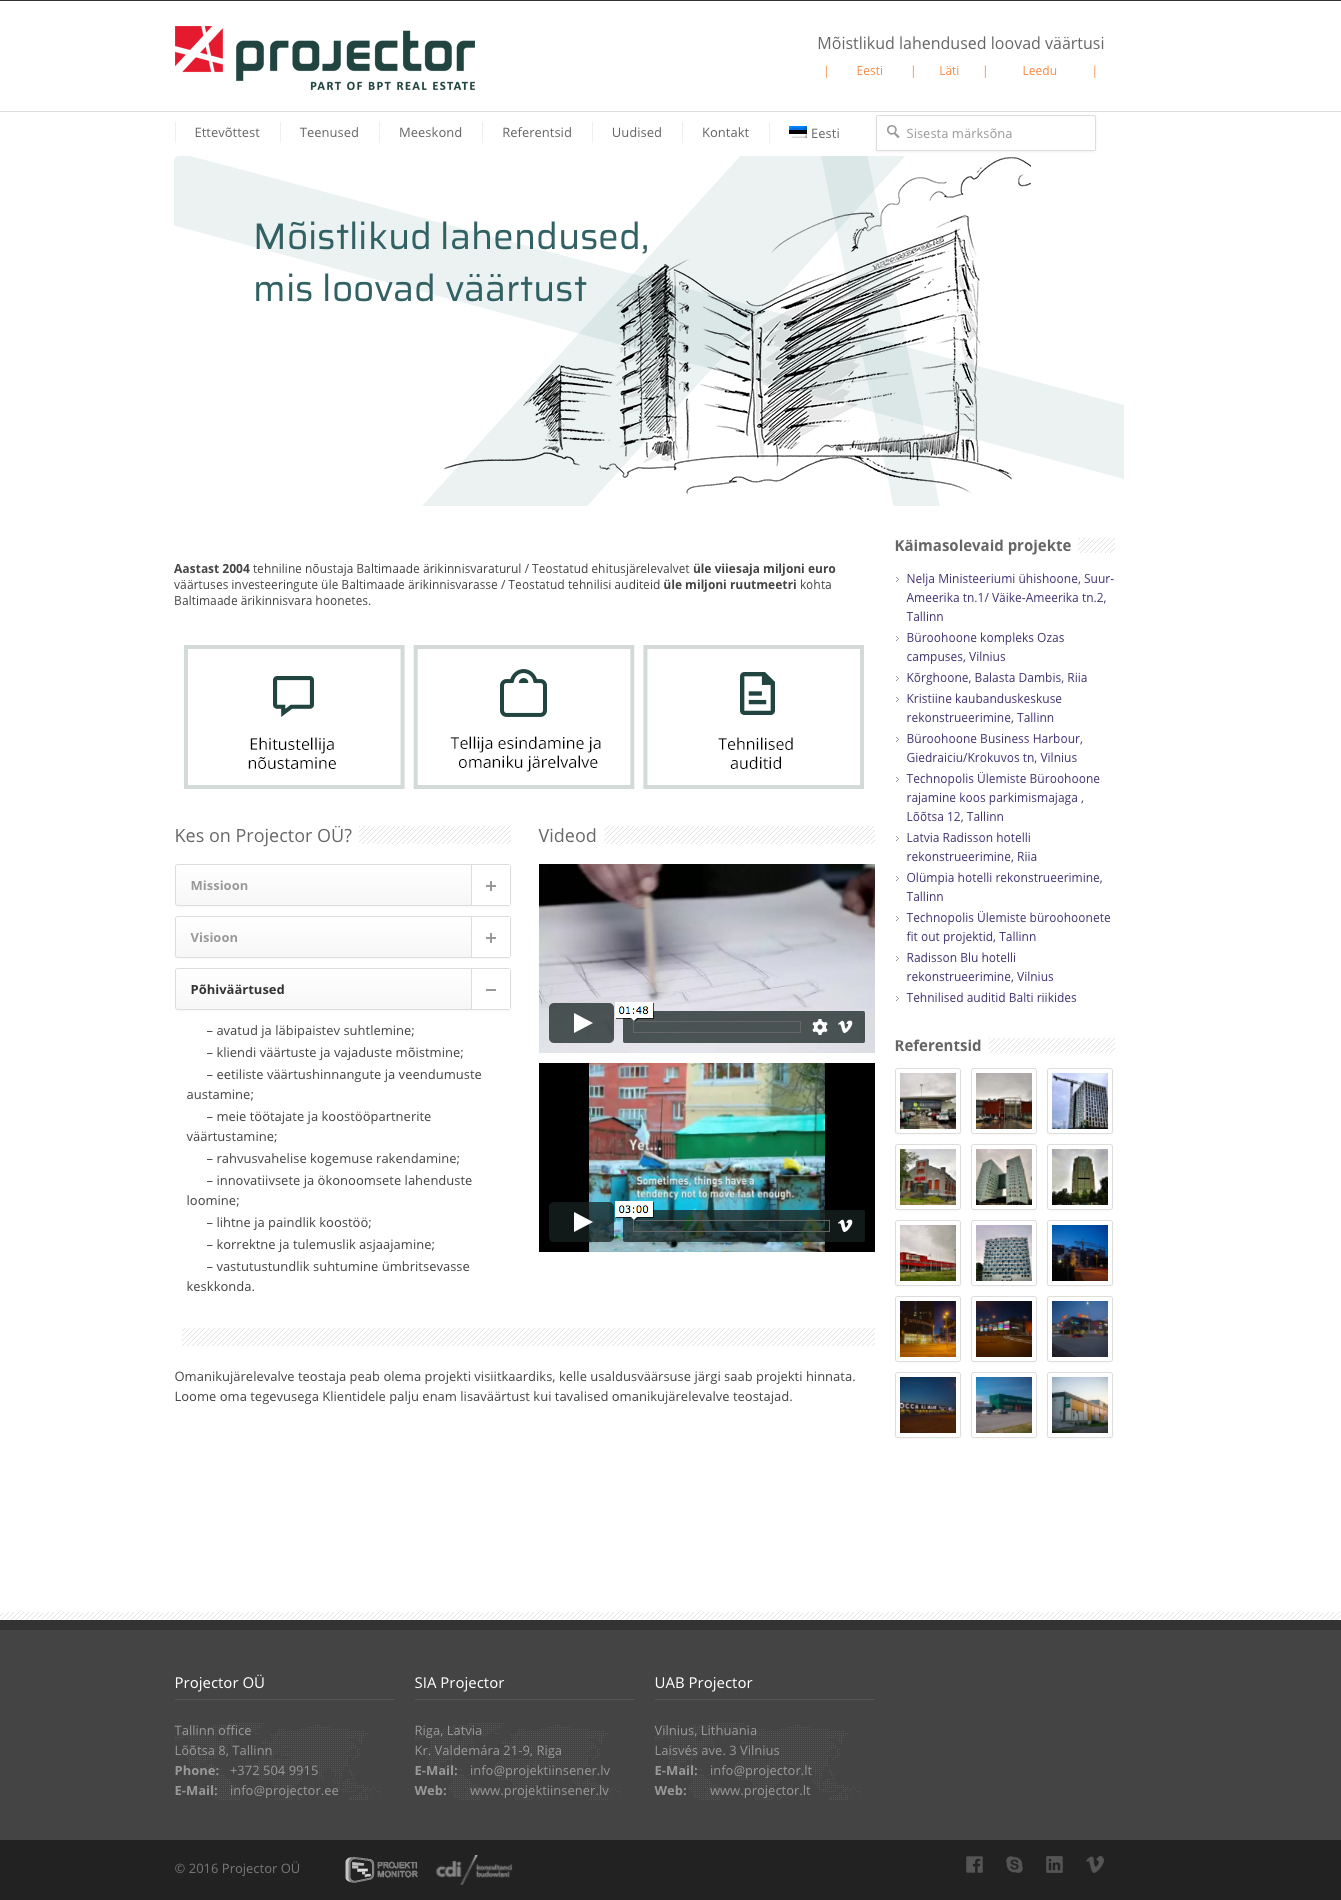 projector
PART OF BPT REAL ESTATE
Mõistlikud lahendused loovad väärtusi
| Eesti | Läti | Leedu |
Ettevõttest Teenused Meeskond Referentsid Uudised Kontakt Eesti Sisesta märksõna
Mõistlikud lahendused,
mis loovad väärtust
Aastast 2004 tehniline nõustaja Baltimaade ärikinnisvaraturul / Teostatud ehitusjärelevalvet üle viiesaja miljoni euro
väärtuses investeeringute üle Baltimaade ärikinnisvarasse / Teostatud tehnilisi auditeid üle miljoni ruutmeetri kohta
Baltimaade ärikinnisvara hoonetes.
Ehitustellija
nõustamine
Tellija esindamine ja
omaniku järelvalve
Tehnilised
auditid
Kes on Projector OÜ?
Missioon
Visioon
Põhiväärtused
– avatud ja läbipaistev suhtlemine;
– kliendi väärtuste ja vajaduste mõistmine;
– eetiliste väärtushinnangute ja veendumuste
austamine;
– meie töötajate ja koostööpartnerite
väärtustamine;
– rahvusvahelise kogemuse rakendamine;
– innovatiivsete ja ökonoomsete lahenduste
loomine;
– lihtne ja paindlik koostöö;
– korrektne ja tulemuslik asjaajamine;
– vastutustundlik suhtumine ümbritsevasse
keskkonda.
Videod
01:48
Yet...
Sometimes, things have a
tendency not to move fast enough.
03:00
Omanikujärelevalve teostaja peab olema projekti visiitkaardiks, kelle usaldusväärsuse järgi saab projekti hinnata.
Loome oma tegevusega Klientidele palju enam lisaväärtust kui tavalised omanikujärelevalve teostajad.
Käimasolevaid projekte
Nelja Ministeeriumi ühishoone, Suur-
Ameerika tn.1/ Väike-Ameerika tn.2,
Tallinn
Büroohoone kompleks Ozas
campuses, Vilnius
Kõrghoone, Balasta Dambis, Riia
Kristiine kaubanduskeskuse
rekonstrueerimine, Tallinn
Büroohoone Business Harbour,
Giedraiciu/Krokuvos tn, Vilnius
Technopolis Ülemiste Büroohoone
rajamine koos parkimismajaga ,
Lõõtsa 12, Tallinn
Latvia Radisson hotelli
rekonstrueerimine, Riia
Olümpia hotelli rekonstrueerimine,
Tallinn
Technopolis Ülemiste büroohoonete
fit out projektid, Tallinn
Radisson Blu hotelli
rekonstrueerimine, Vilnius
Tehnilised auditid Balti riikides
Referentsid
Projector OÜ
Tallinn office
Lõõtsa 8, Tallinn
Phone: +372 504 9915
E-Mail: info@projector.ee
SIA Projector
Riga, Latvia
Kr. Valdemára 21-9, Riga
E-Mail: info@projektiinsener.lv
Web: www.projektiinsener.lv
UAB Projector
Vilnius, Lithuania
Laisvés ave. 3 Vilnius
E-Mail: info@projector.lt
Web: www.projector.lt
© 2016 Projector OÜ
PROJEKTI
MONITOR
cdi konsultanci
budowlani